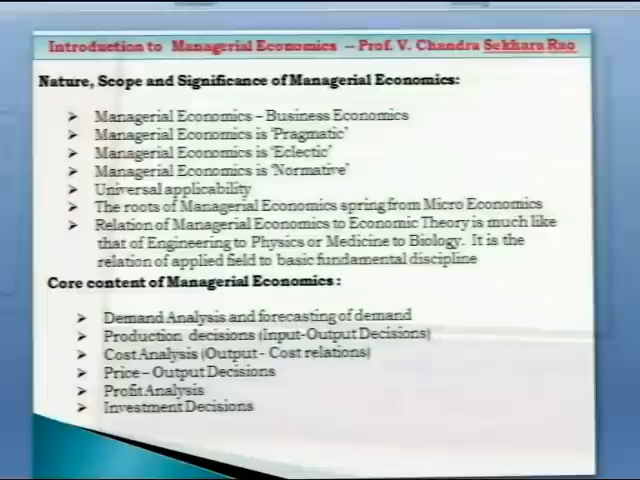 Introduction to Managerial Economics -- Prof. V. Chandra Sekhara Rao
Nature, Scope and Significance of Managerial Economics:
➢ Managerial Economics – Business Economics
➢ Managerial Economics is 'Pragmatic'
➢ Managerial Economics is 'Eclectic'
➢ Managerial Economics is 'Normative'
➢ Universal applicability
➢ The roots of Managerial Economics spring from Micro Economics
➢ Relation of Managerial Economics to Economic Theory is much like
that of Engineering to Physics or Medicine to Biology. It is the
relation of applied field to basic fundamental discipline
Core content of Managerial Economics :
➢ Demand Analysis and forecasting of demand
➢ Production decisions (Input-Output Decisions)
➢ Cost Analysis (Output - Cost relations)
➢ Price – Output Decisions
➢ Profit Analysis
➢ Investment Decisions